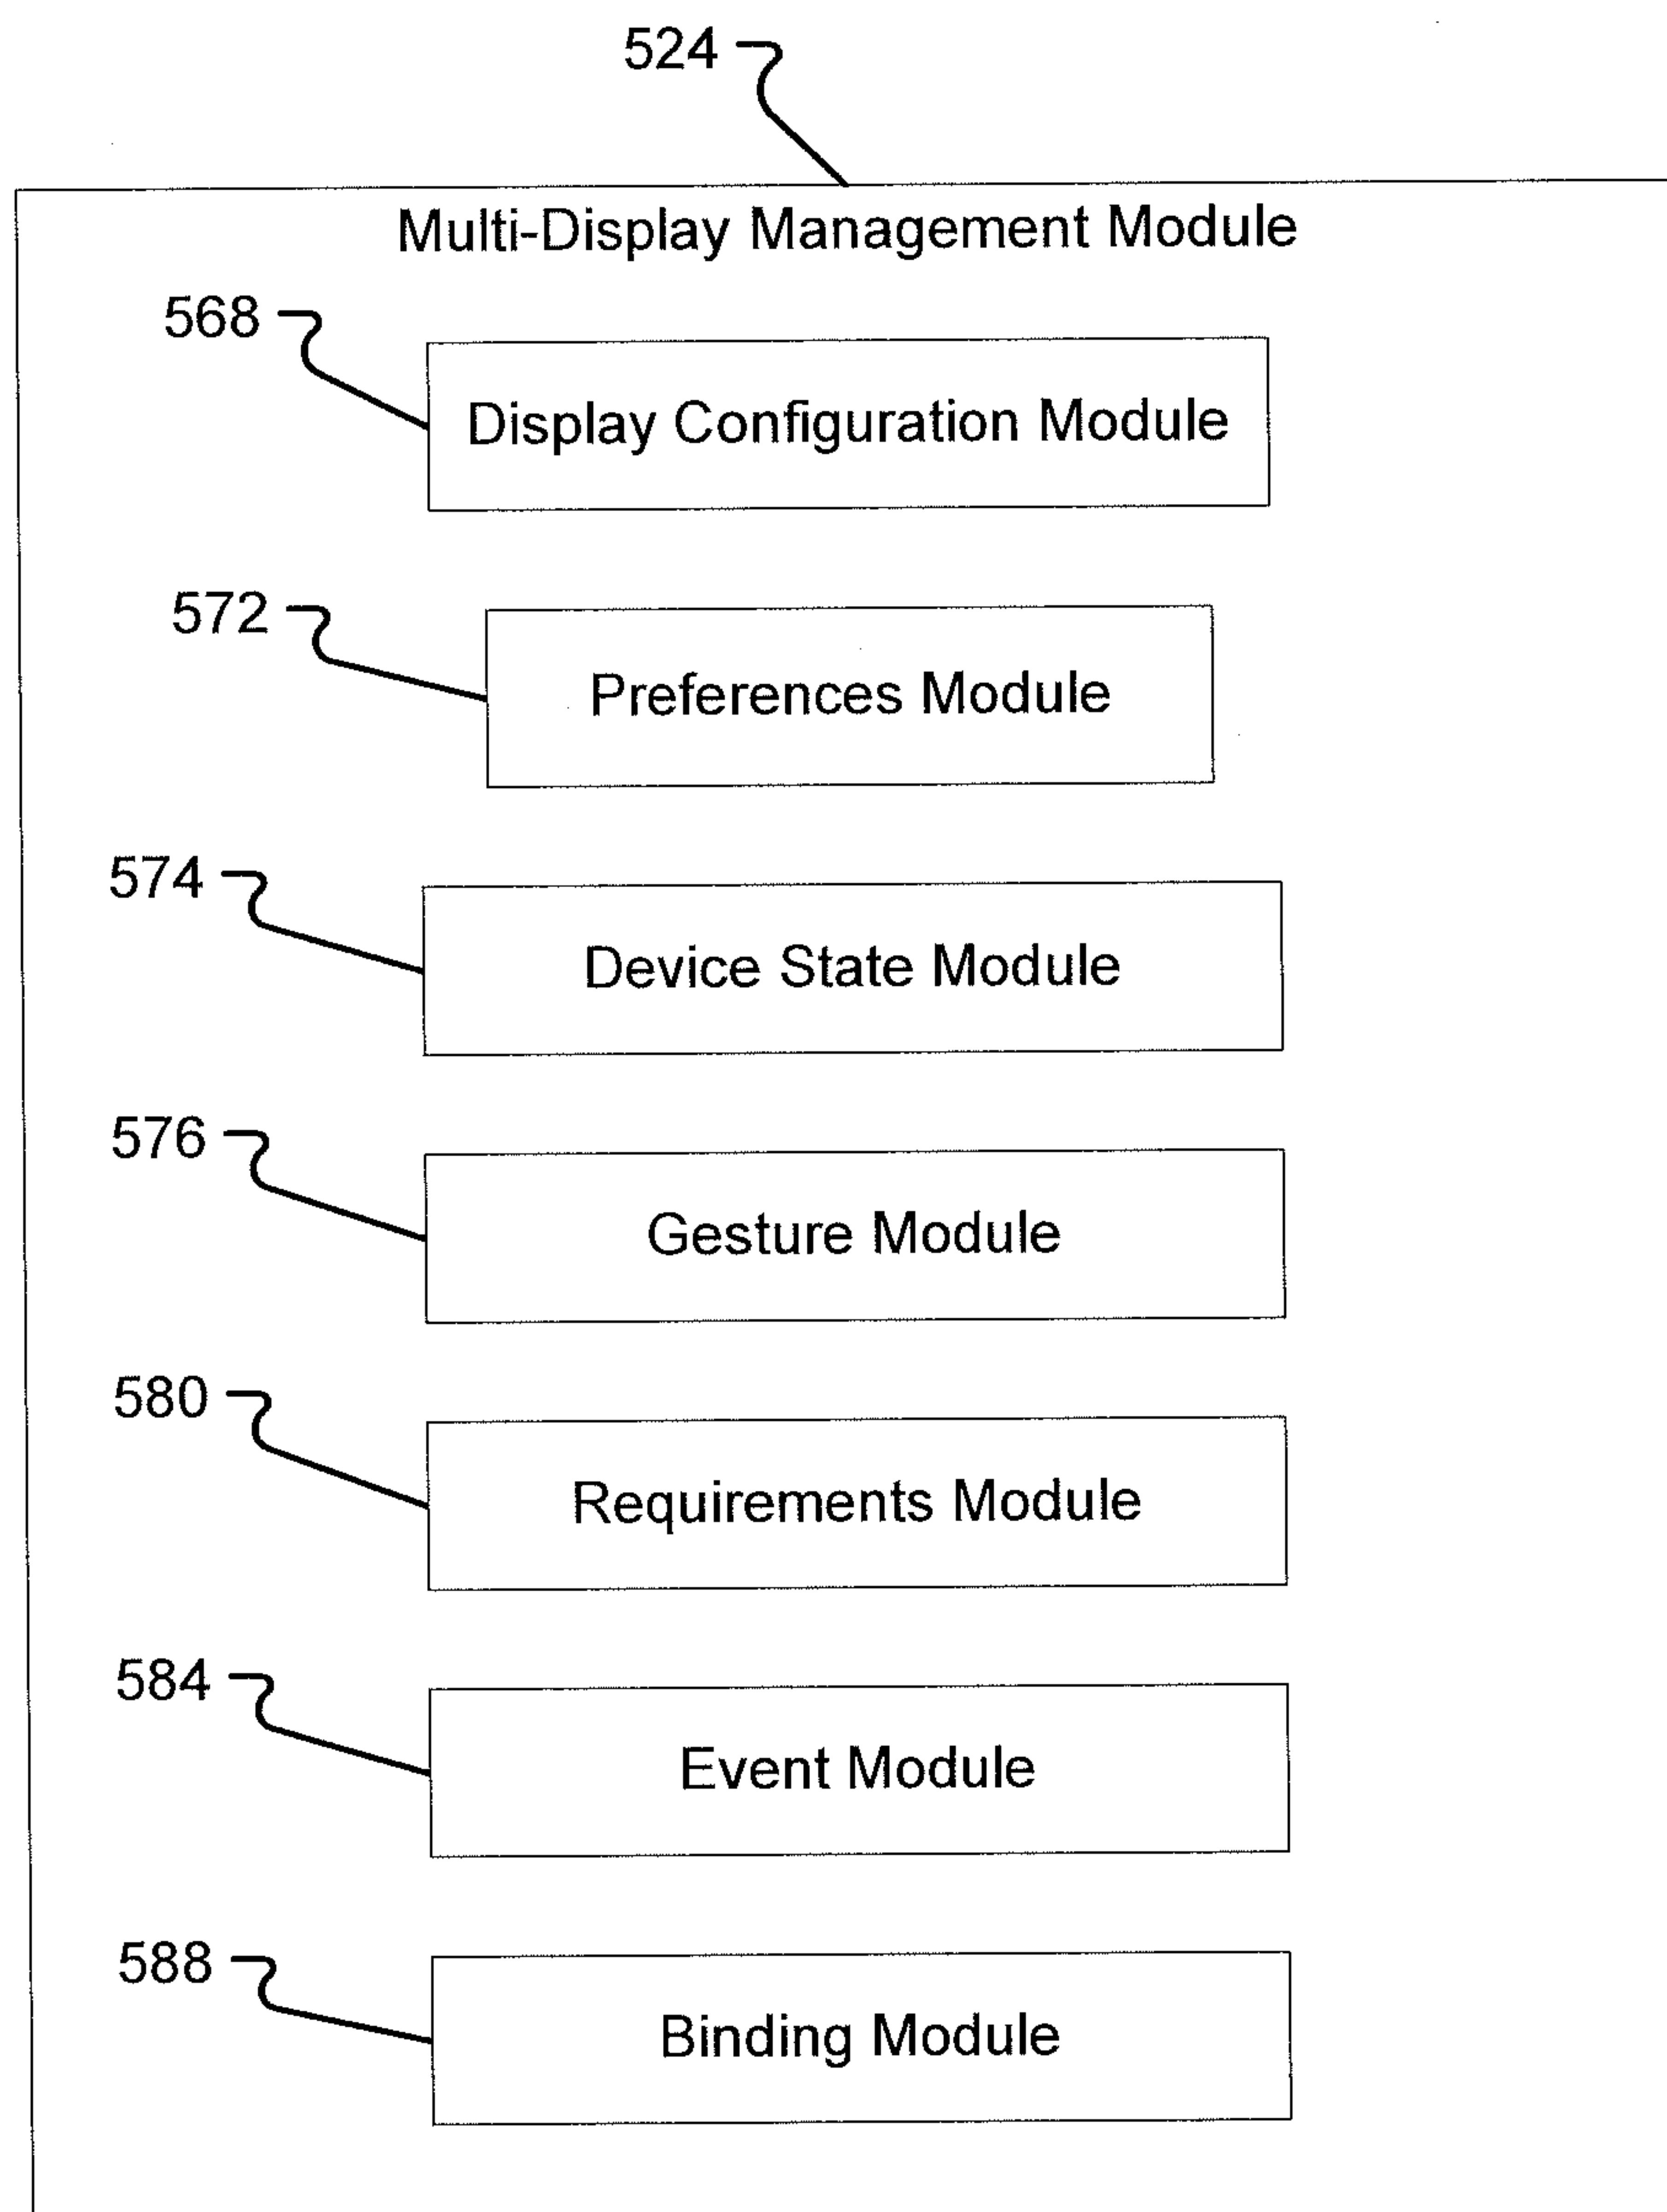 524
Multi-Display Management Module
568
Display Configuration Module
572
Preferences Module
574
Device State Module
576
Gesture Module
580
Requirements Module
584
Event Module
588
Binding Module